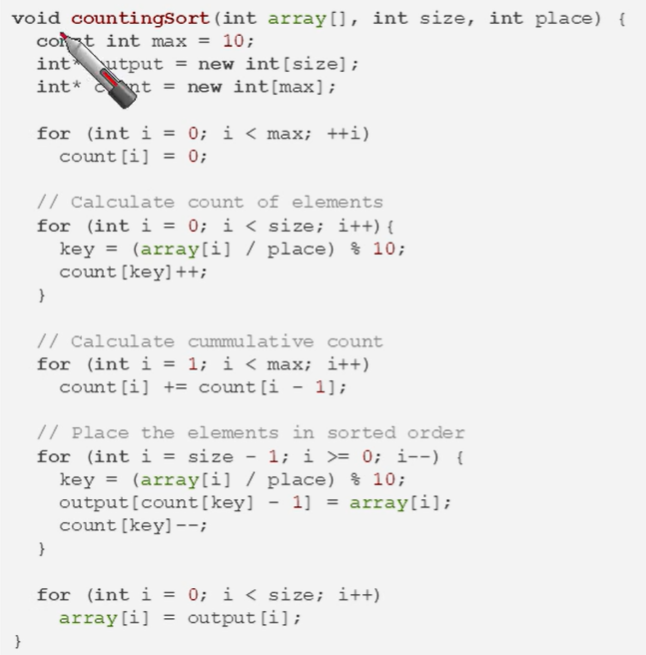 void countingSort(int array[], int size, int place) {
int max = 10;
int* = new int[size];
int* = new int[max];
for (int i = 0; i < max; ++i)
count[i] = 0;
// Calculate count of elements
for (int i = 0; i < size; i++){
key = (array[i] / place) % 10;
count[key]++;
}
// Calculate cummulative count
for (int i = 1; i < max; i++)
count[i] += count[i - 1];
// Place the elements in sorted order
for (int i = size - 1; i >= 0; i--) {
key = (array[i] / place) % 10;
output[count[key] - 1] = array[i];
count[key]--;
}
for (int i = 0; i < size; i++)
array[i] = output[i];
}